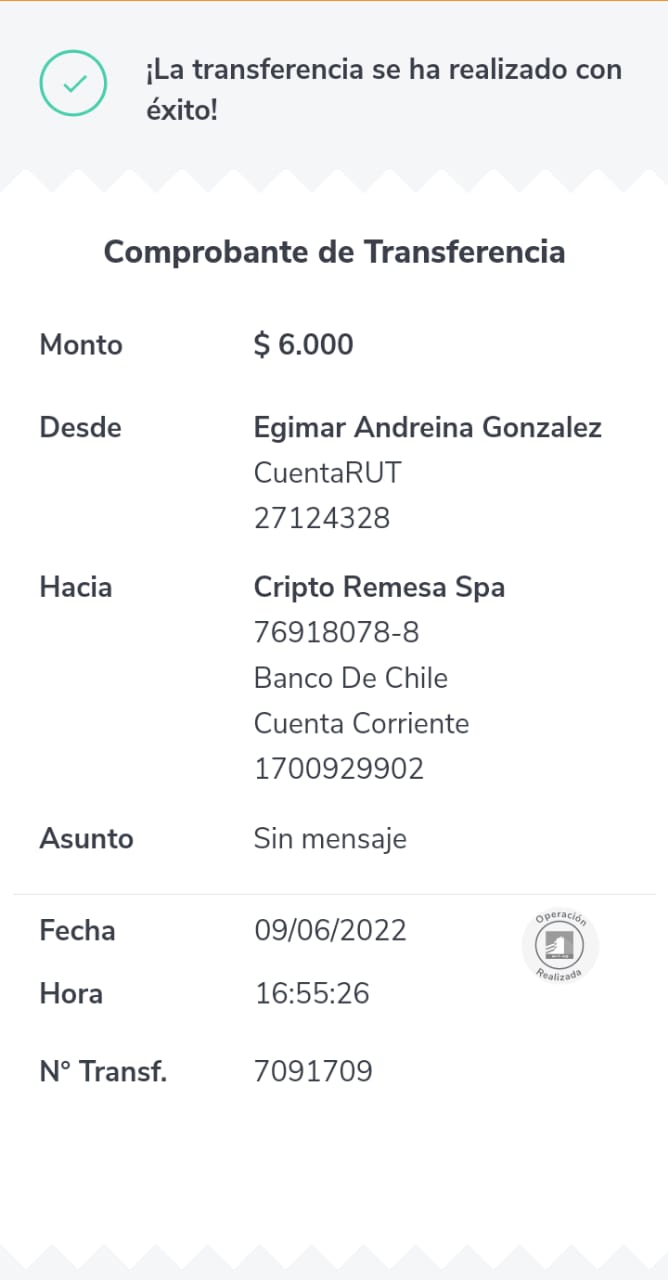 ¡La transferencia se ha realizado con
éxito!
Comprobante de Transferencia
Monto $ 6.000
Desde Egimar Andreina Gonzalez
CuentaRUT
27124328
Hacia Cripto Remesa Spa
76918078-8
Banco De Chile
Cuenta Corriente
1700929902
Asunto Sin mensaje
Fecha 09/06/2022
Operación
Realizada
Hora 16:55:26
N° Transf. 7091709